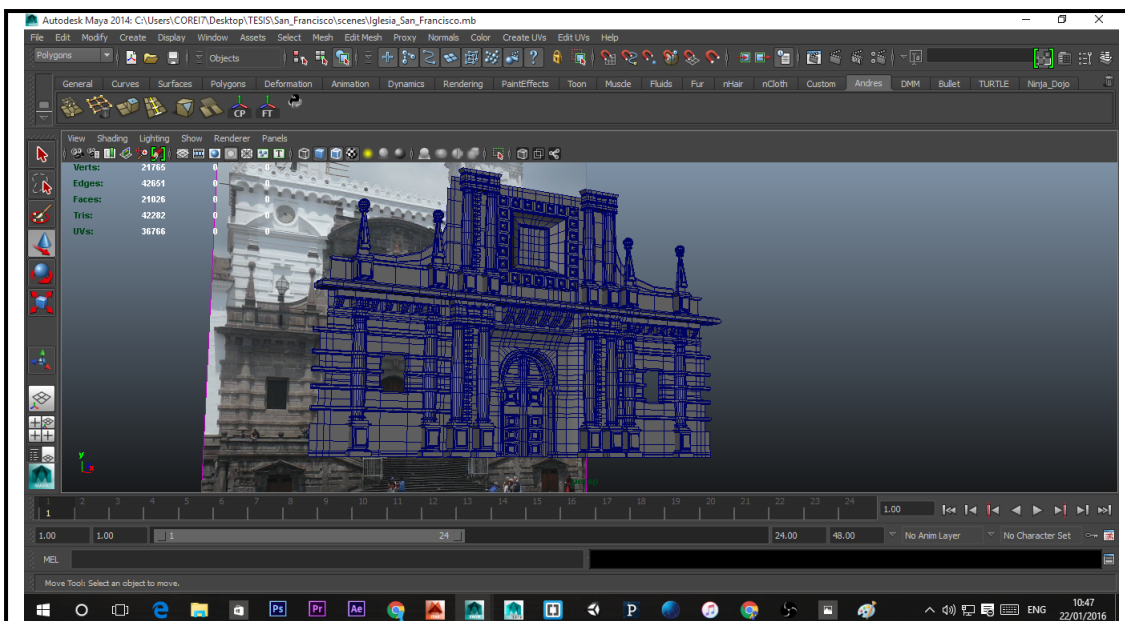 Autodesk Maya 2014: C:\Users\COREI7\Desktop\TESIS\San_Francisco\scenes\Iglesia_San_Francisco.mb
File Edit Modify Create Display Window Assets Select Mesh Edit Mesh Proxy Normals Color Create UVs Edit UVs Help
Polygons Objects
General Curves Surfaces Polygons Deformation Animation Dynamics Rendering PaintEffects Toon Muscle Fluids Fur nHair nCloth Custom Andres DMM Bullet TURTLE Ninja_Dojo
CP FT
View Shading Lighting Show Renderer Panels
Verts: 21765 0 0
Edges: 42651 0 0
Faces: 21026 0 0
Tris: 42282 0 0
UVs: 36766 0 0
y
x
1 2 3 4 5 6 7 8 9 10 11 12 13 14 15 16 17 18 19 20 21 22 23 24
1 1.00
1.00 1.00 1 24 24.00 48.00 No Anim Layer No Character Set
MEL
Move Tool: Select an object to move.
Ps Pr Ae P ENG 10:47
22/01/2016